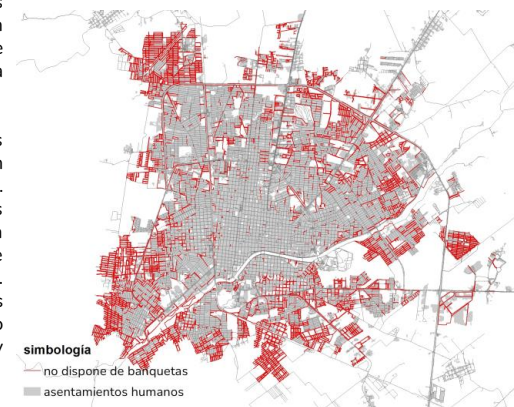 simbología
no dispone de banquetas
asentamientos humanos